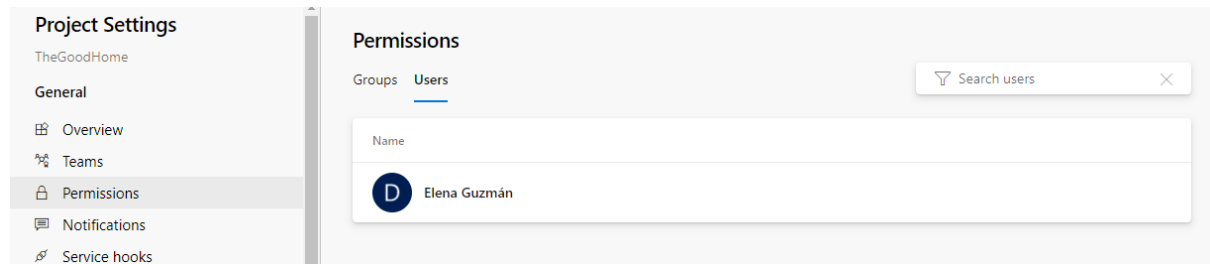 Project Settings
TheGoodHome
General
Overview
Teams
Permissions
Notifications
Service hooks
Permissions
Groups Users
Search users
Name
D Elena Guzmán